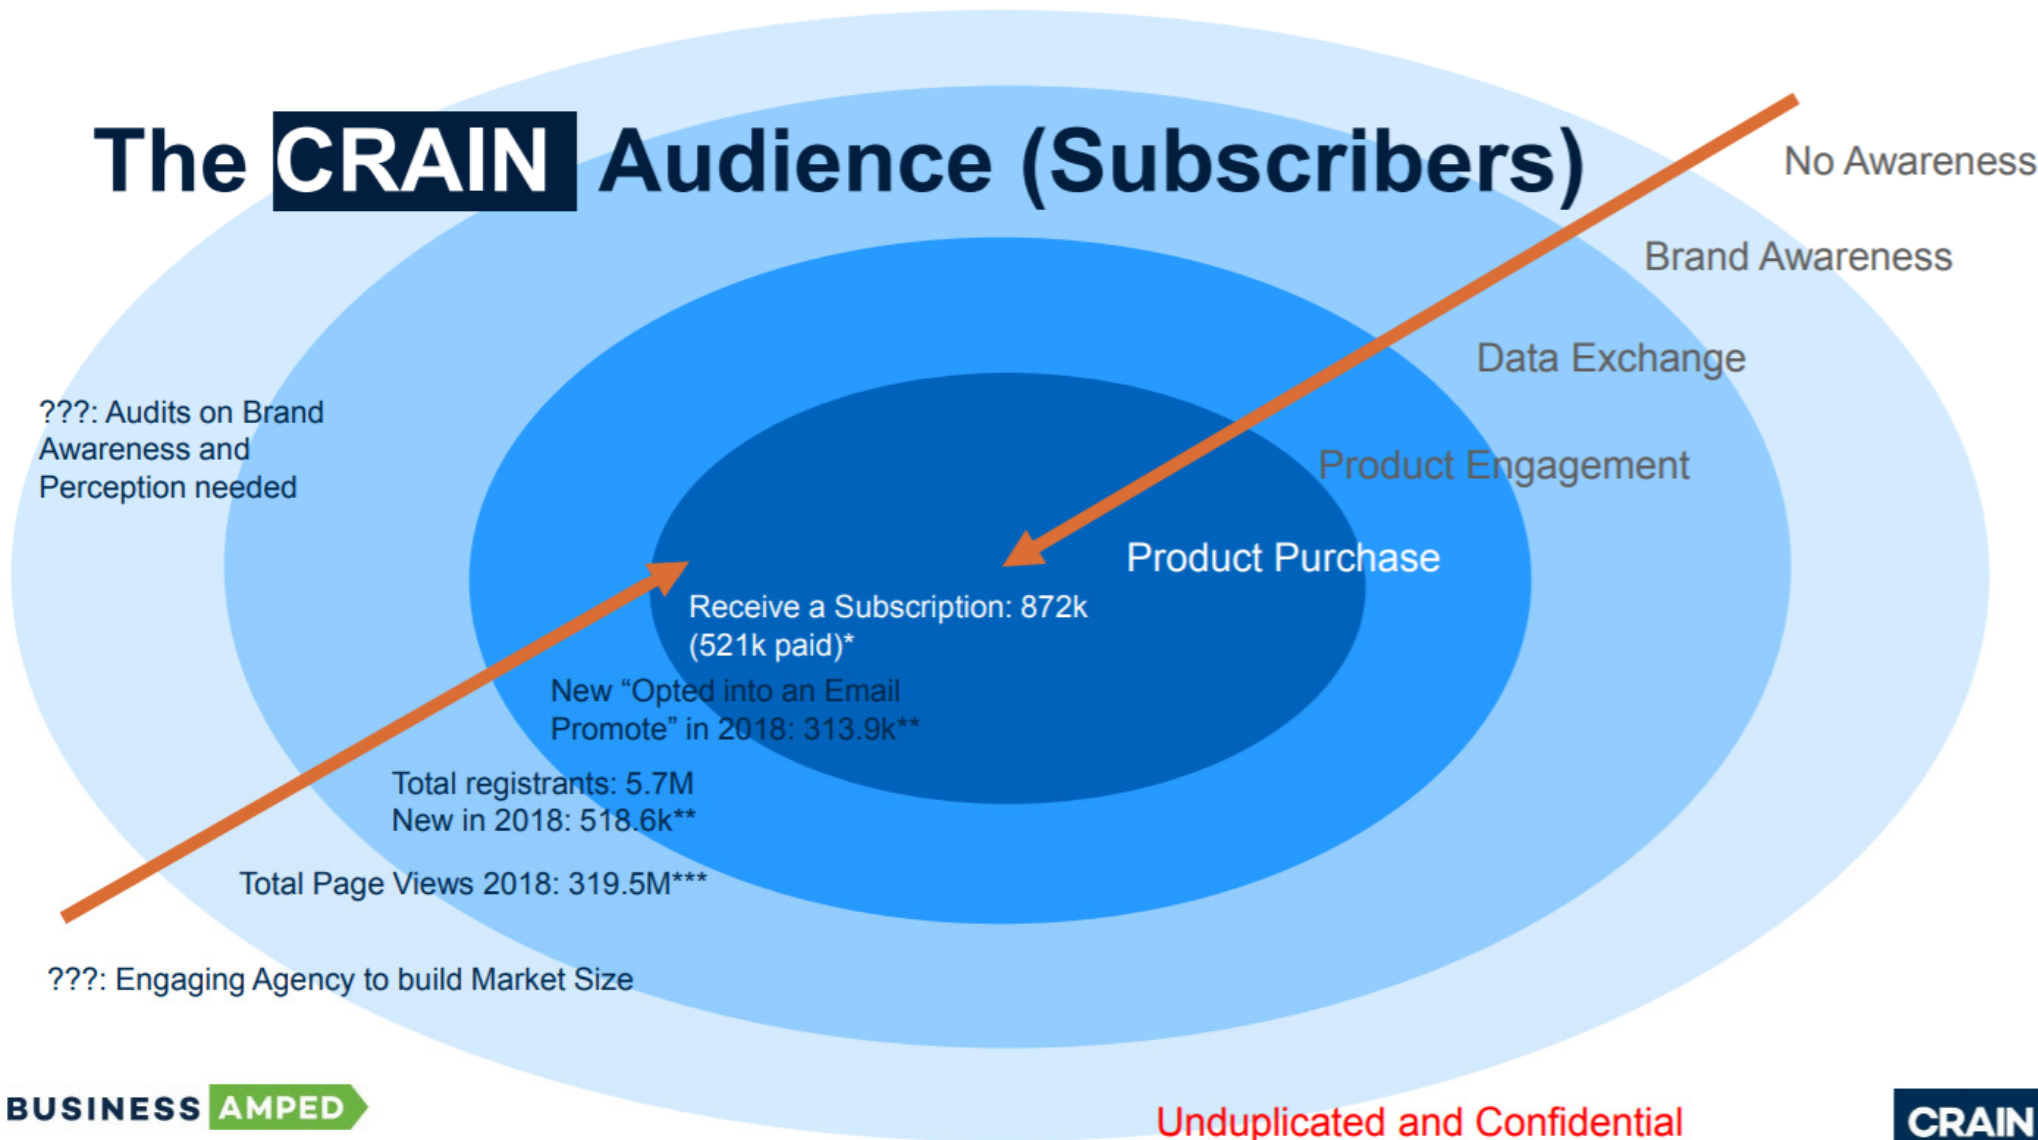 The CRAIN Audience (Subscribers)
No Awareness
Brand Awareness
Data Exchange
Product Engagement
Product Purchase
???: Audits on Brand
Awareness and
Perception needed
Receive a Subscription: 872k
(521k paid)*
New “Opted into an Email
Promote” in 2018: 313.9k**
Total registrants: 5.7M
New in 2018: 518.6k**
Total Page Views 2018: 319.5M***
???: Engaging Agency to build Market Size
BUSINESS AMPED
Unduplicated and Confidential
CRAIN